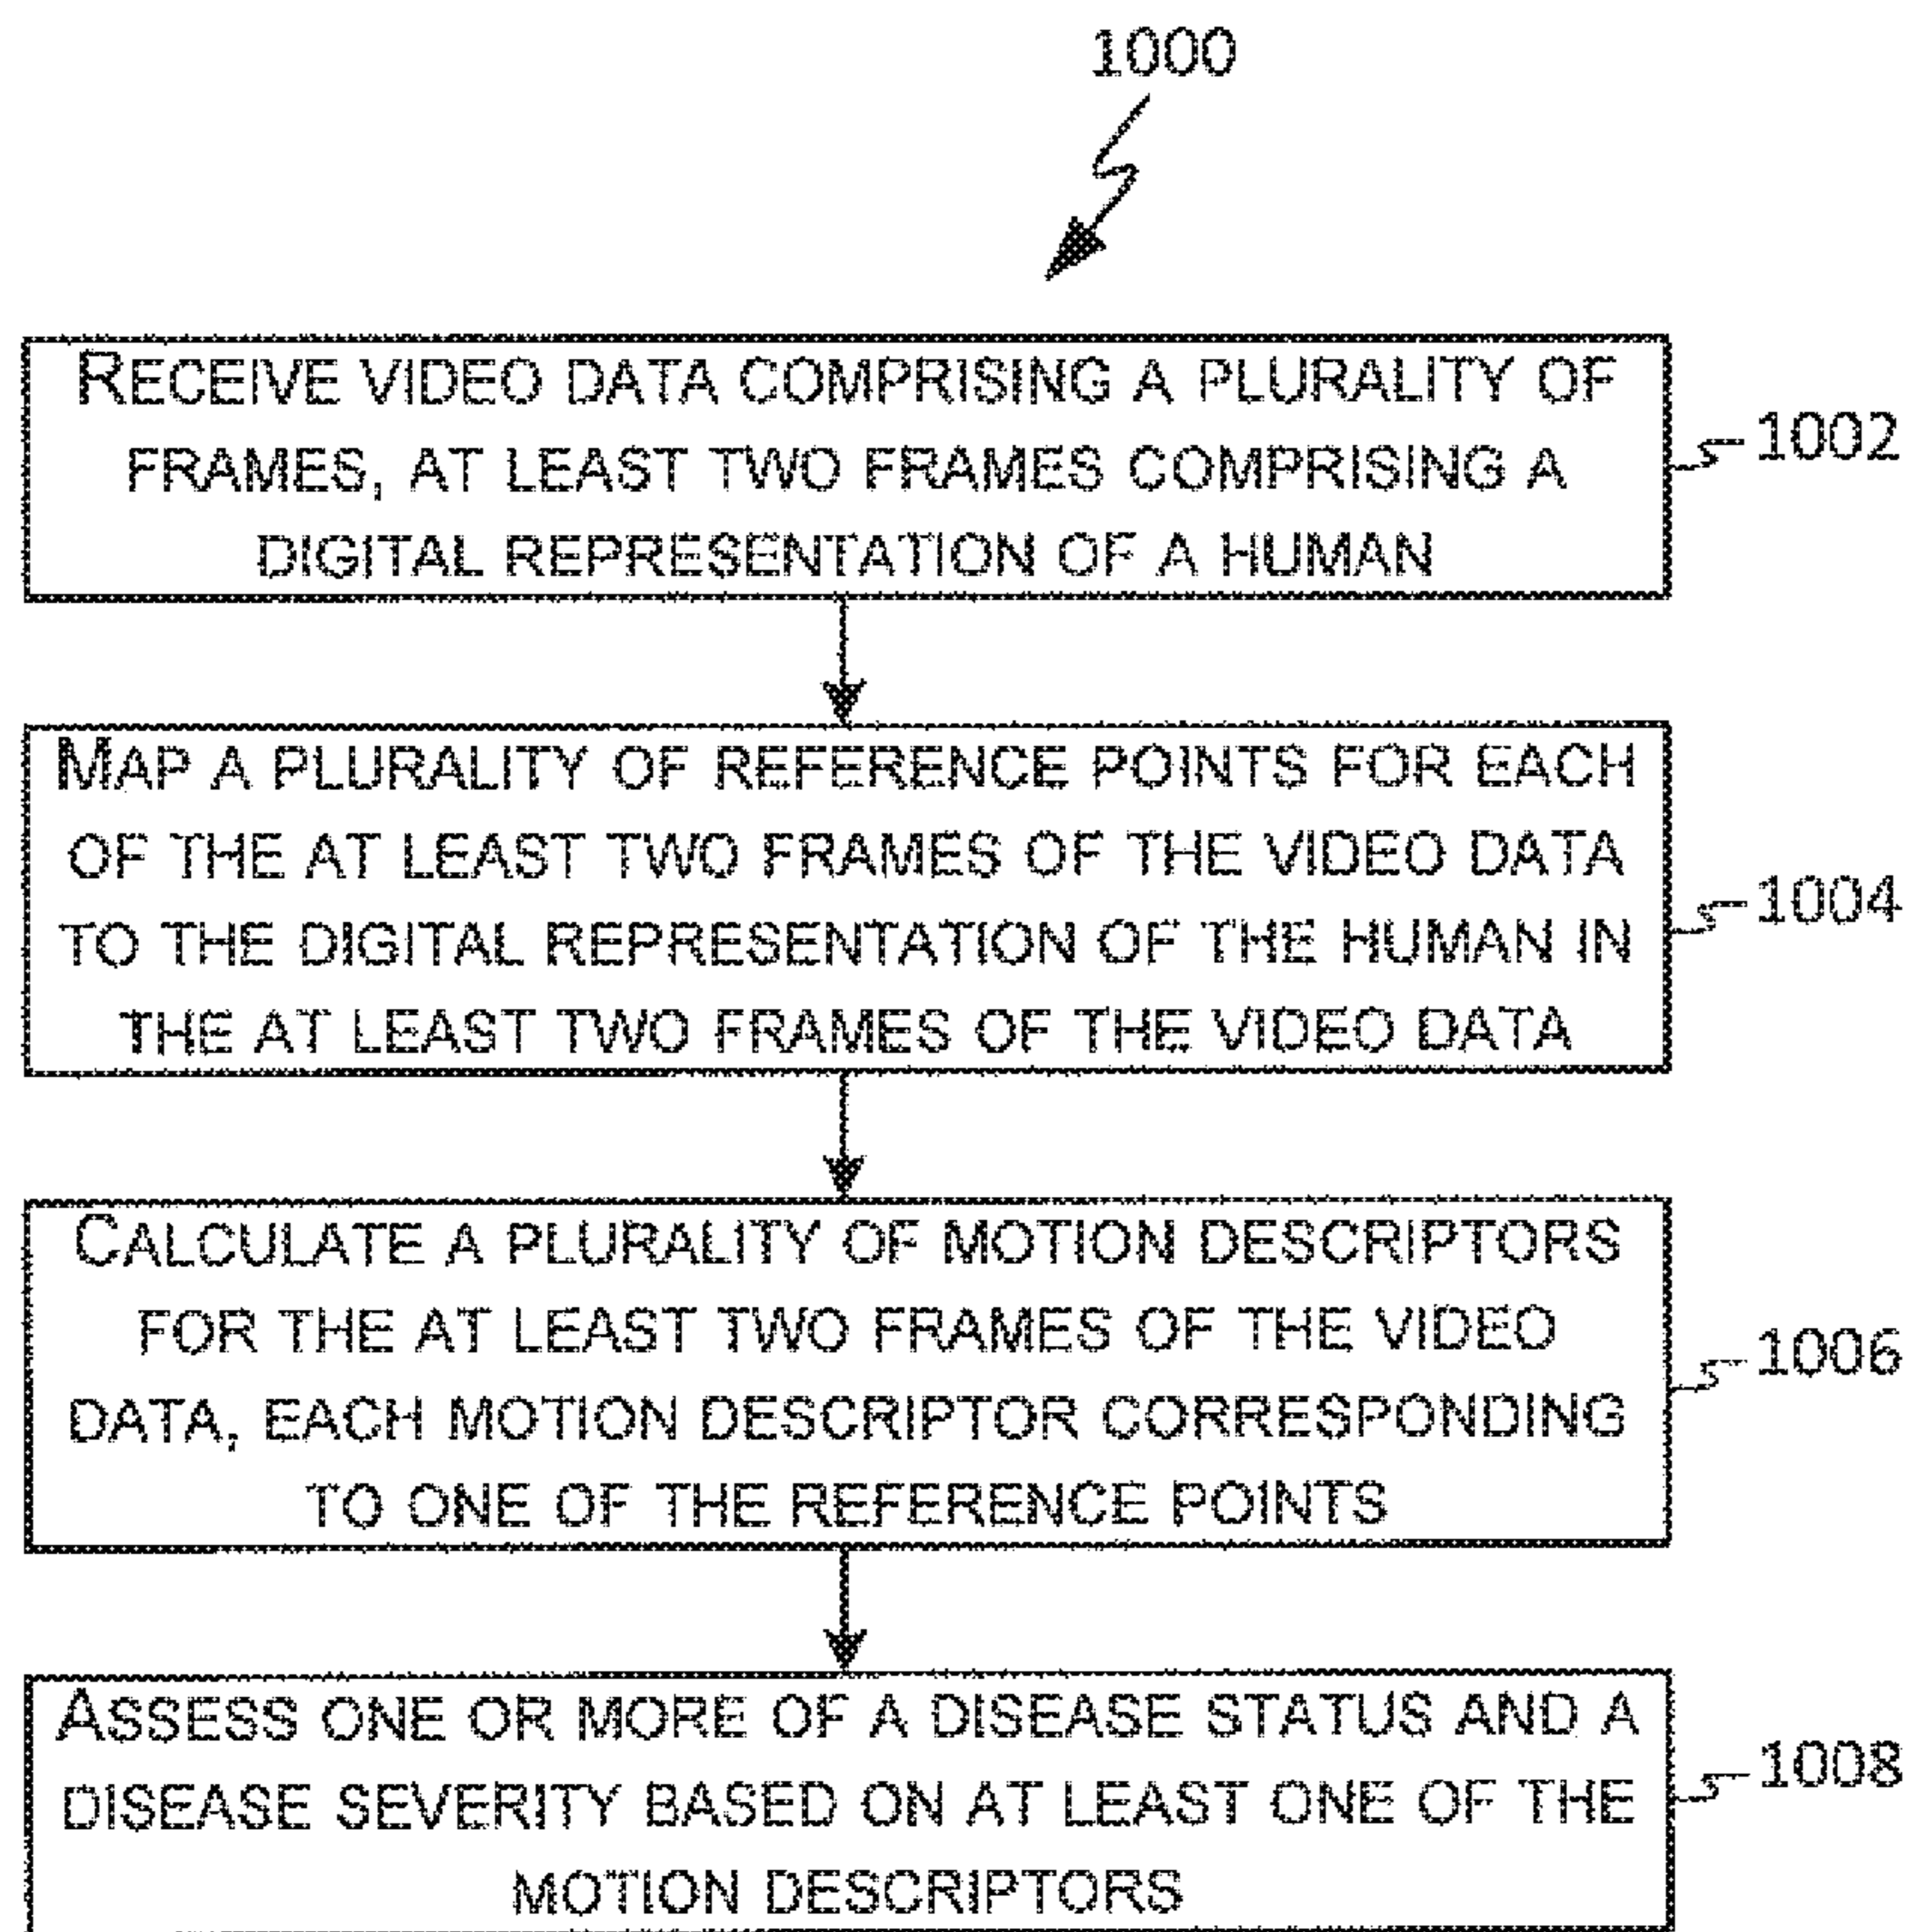 1000
RECEIVE VIDEO DATA COMPRISING A PLURALITY OF
FRAMES, AT LEAST TWO FRAMES COMPRISING A
DIGITAL REPRESENTATION OF A HUMAN
1002
MAP A PLURALITY OF REFERENCE POINTS FOR EACH
OF THE AT LEAST TWO FRAMES OF THE VIDEO DATA
TO THE DIGITAL REPRESENTATION OF THE HUMAN IN
THE AT LEAST TWO FRAMES OF THE VIDEO DATA
1004
CALCULATE A PLURALITY OF MOTION DESCRIPTORS
FOR THE AT LEAST TWO FRAMES OF THE VIDEO
DATA, EACH MOTION DESCRIPTOR CORRESPONDING
TO ONE OF THE REFERENCE POINTS
1006
ASSESS ONE OR MORE OF A DISEASE STATUS AND A
DISEASE SEVERITY BASED ON AT LEAST ONE OF THE
MOTION DESCRIPTORS
1008